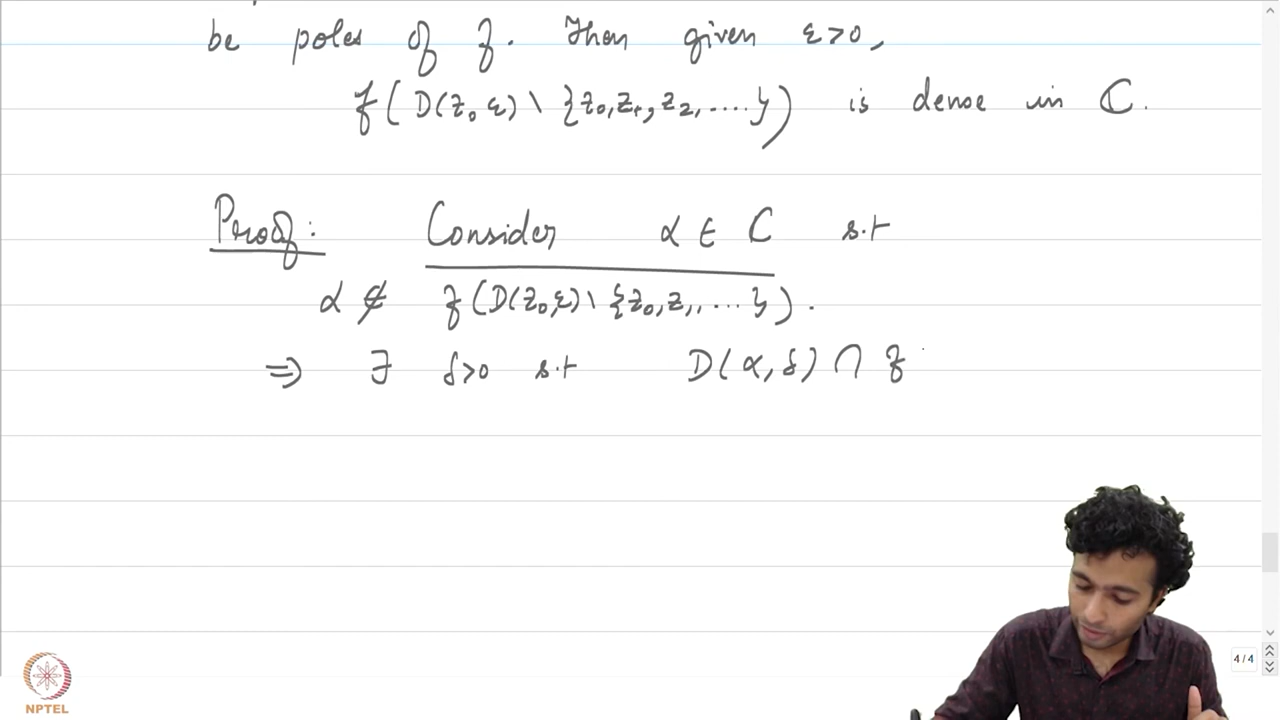 be poles of f. Then given ε>0,
f(D(z₀,ε) \ {z₀,z₁,z₂,....}) is dense in ℂ.
Proof: Consider α ∈ C s.t
α ∉ f(D(z₀,ε) \ {z₀,z₁,...}).
⇒ ∃ δ>0 s.t D(α,δ) ∩ f
4/4
NPTEL